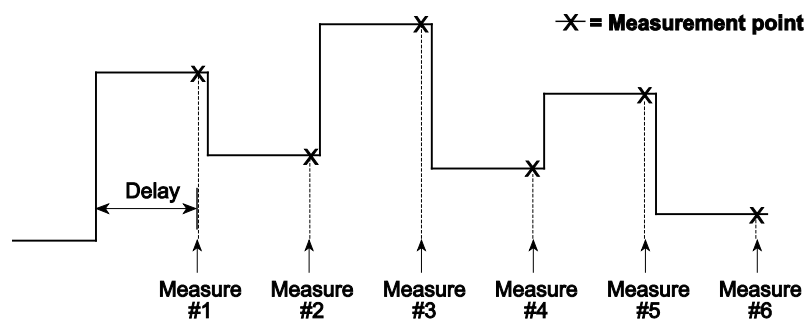 X = Measurement point
Delay
Measure #1
Measure #2
Measure #3
Measure #4
Measure #5
Measure #6